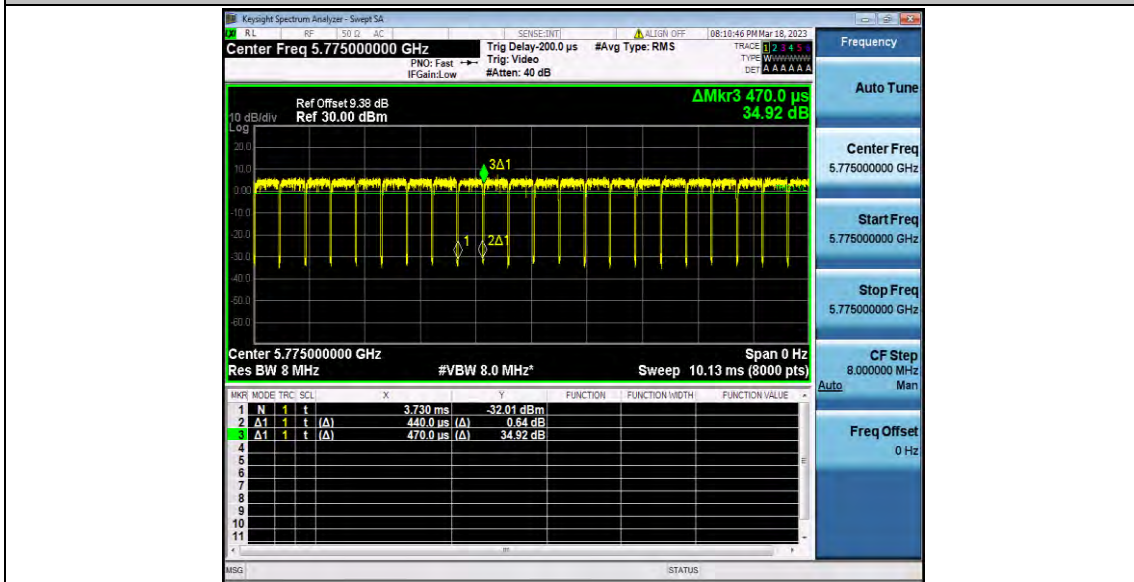 Keysight Spectrum Analyzer - Swept SA
RL RF 50 Ω AC SENSE:INT ALIGN OFF 08:10:46 PM Mar 18, 2023
Center Freq 5.775000000 GHz Trig Delay-200.0 µs #Avg Type: RMS TRACE 1 2 3 4 5 6
PNO: Fast Trig: Video TYPE WWWWWW
IFGain:Low #Atten: 40 dB DET A A A A A A
Frequency
Auto Tune
Center Freq
5.775000000 GHz
Start Freq
5.775000000 GHz
Stop Freq
5.775000000 GHz
CF Step
8.000000 MHz
Auto Man
Freq Offset
0 Hz
ΔMkr3 470.0 µs
34.92 dB
Ref Offset 9.38 dB
10 dB/div Ref 30.00 dBm
Log
20.0
10.0
0.00
-10.0
-20.0
-30.0
-40.0
-50.0
-60.0
3Δ1
1
2Δ1
Center 5.775000000 GHz Span 0 Hz
Res BW 8 MHz #VBW 8.0 MHz* Sweep 10.13 ms (8000 pts)
MKR MODE TRC SCL X Y FUNCTION FUNCTION WIDTH FUNCTION VALUE
1 N 1 t 3.730 ms -32.01 dBm
2 Δ1 1 t (Δ) 440.0 µs (Δ) 0.64 dB
3 Δ1 1 t (Δ) 470.0 µs (Δ) 34.92 dB
4
5
6
7
8
9
10
11
MSG STATUS